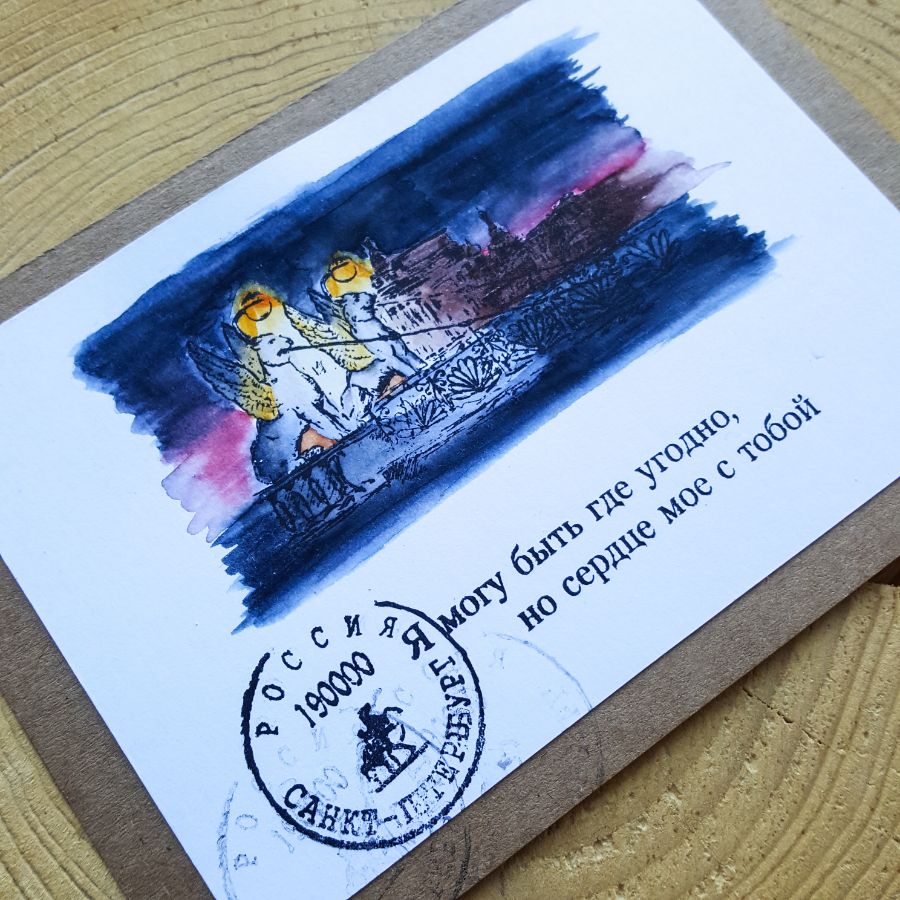 Я могу быть где угодно,
но сердце мое с тобой
РОССИЯ
190000
САНКТ-ПЕТЕРБУРГ